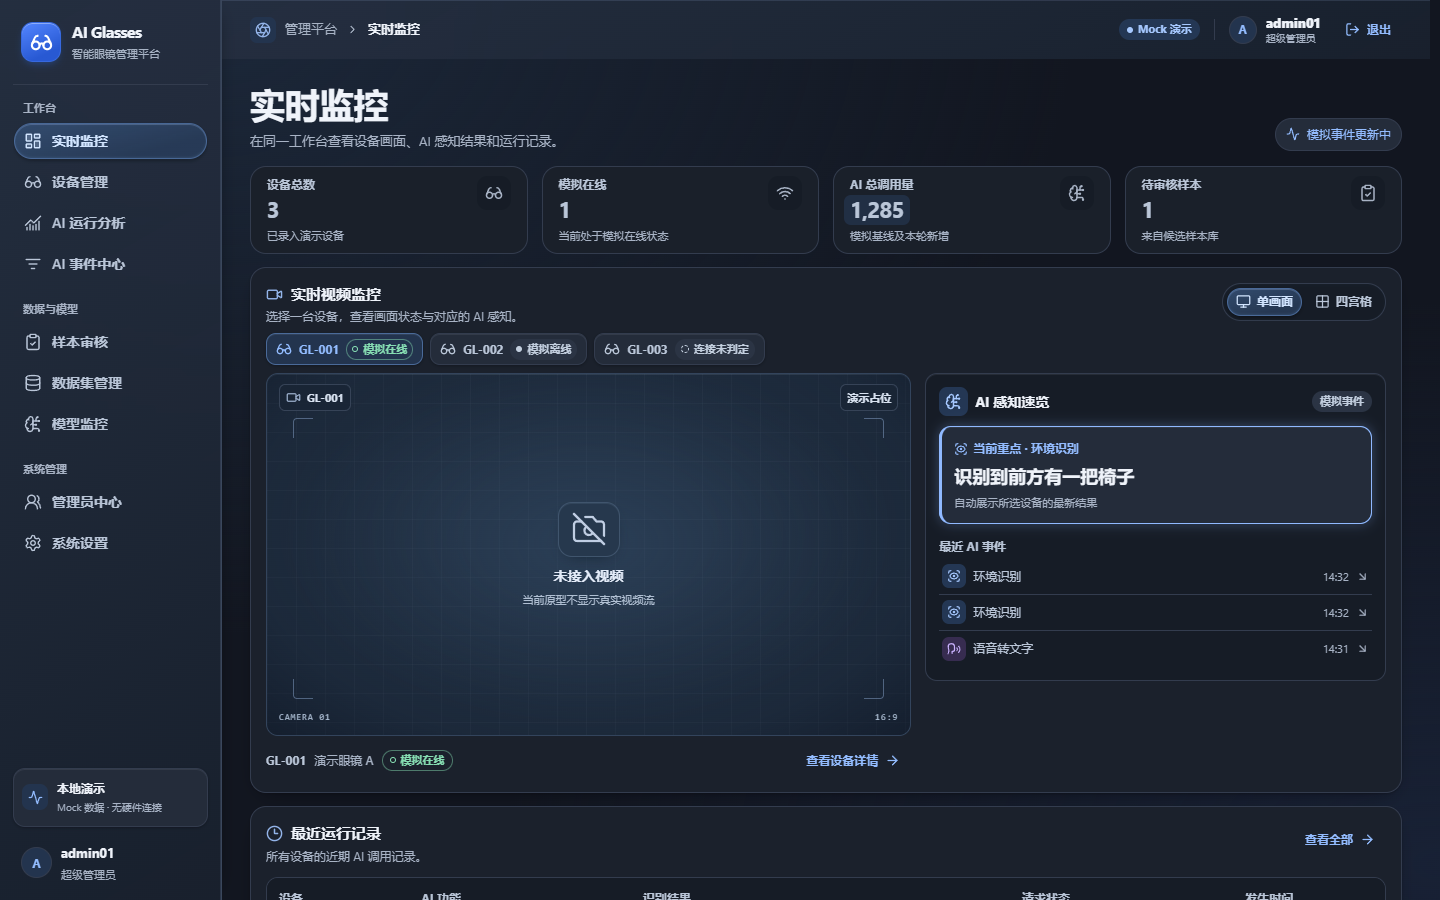 AI Glasses
智能眼镜管理平台
工作台
实时监控
设备管理
AI 运行分析
AI 事件中心
数据与模型
样本审核
数据集管理
模型监控
系统管理
管理员中心
系统设置
本地演示
Mock 数据 · 无硬件连接
A
admin01
超级管理员
管理平台 > 实时监控
Mock 演示
A
admin01
超级管理员
退出
实时监控
在同一工作台查看设备画面、AI 感知结果和运行记录。
模拟事件更新中
设备总数
3
已录入演示设备
模拟在线
1
当前处于模拟在线状态
AI 总调用量
1,285
模拟基线及本轮新增
待审核样本
1
来自候选样本库
实时视频监控
选择一台设备，查看画面状态与对应的 AI 感知。
单画面
四宫格
GL-001 模拟在线
GL-002 模拟离线
GL-003 连接未判定
GL-001
演示占位
未接入视频
当前原型不显示真实视频流
CAMERA 01
16:9
GL-001 演示眼镜 A 模拟在线
查看设备详情
AI 感知速览
模拟事件
当前重点 · 环境识别
识别到前方有一把椅子
自动展示所选设备的最新结果
最近 AI 事件
环境识别 14:32
环境识别 14:32
语音转文字 14:31
最近运行记录
所有设备的近期 AI 调用记录。
查看全部
设备 AI 功能 识别结果 请求状态 发生时间